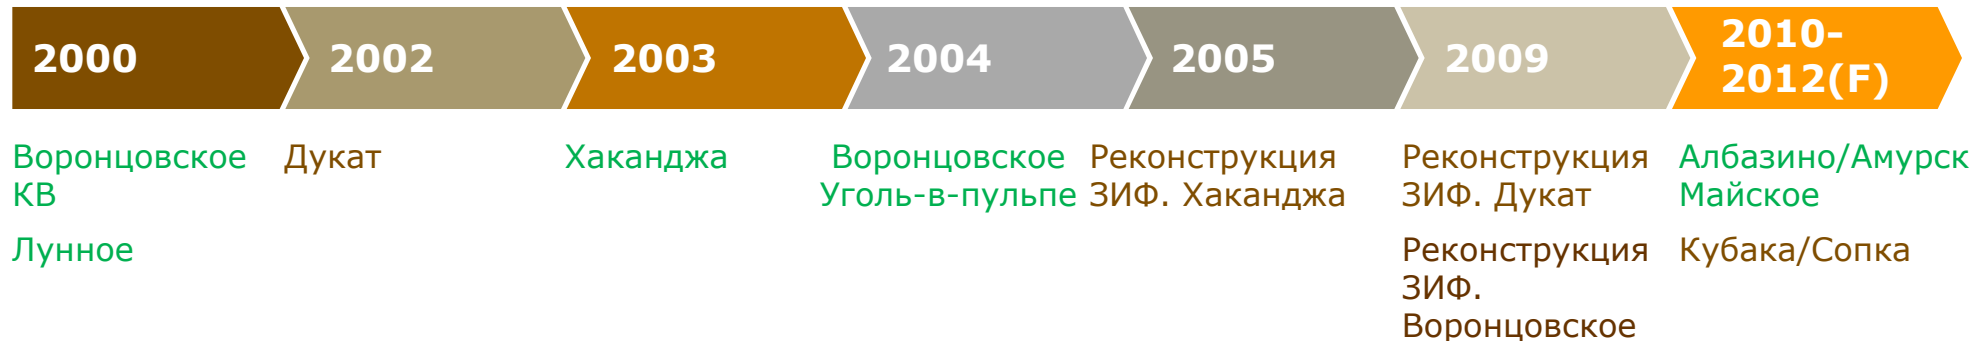 2000
2002
2003
2004
2005
2009
2010-
2012(F)
Воронцовское
КВ
Лунное
Дукат
Хаканджа
Воронцовское
Уголь-в-пульпе
Реконструкция
ЗИФ. Хаканджа
Реконструкция
ЗИФ. Дукат
Реконструкция
ЗИФ.
Воронцовское
Албазино/Амурск
Майское
Кубака/Сопка